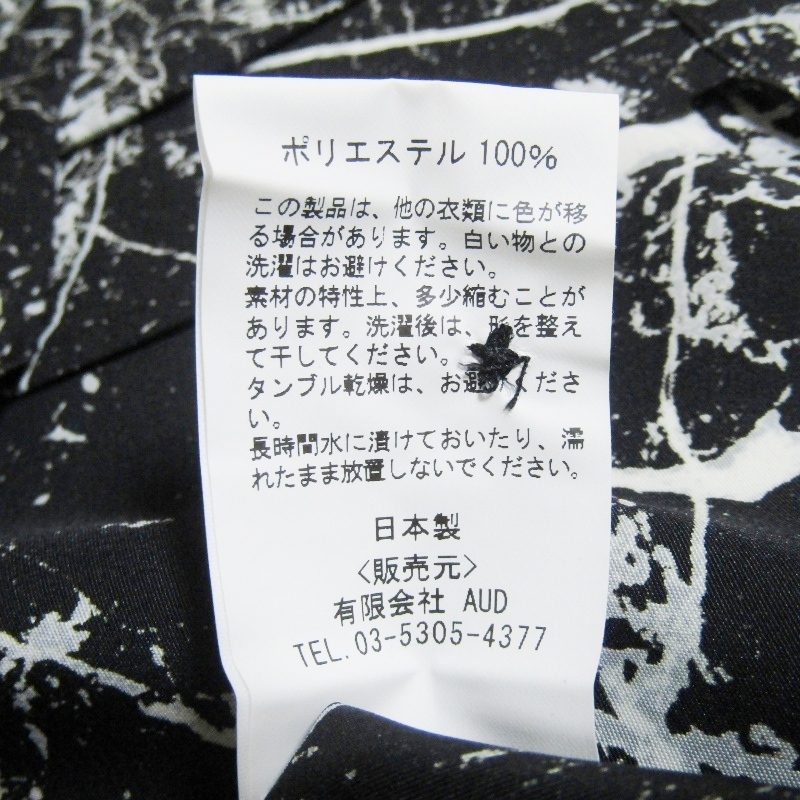 ポリエステル 100%
この製品は、他の衣類に色が移
る場合があります。白い物との
洗濯はお避けください。
素材の特性上、多少縮むことが
あります。洗濯後は、形を整え
て干してください。
タンブル乾燥は、お避けくださ
い。
長時間水に漬けておいたり、濡
れたまま放置しないでください。
日本製
<販売元>
有限会社 AUD
TEL.03-5305-4377